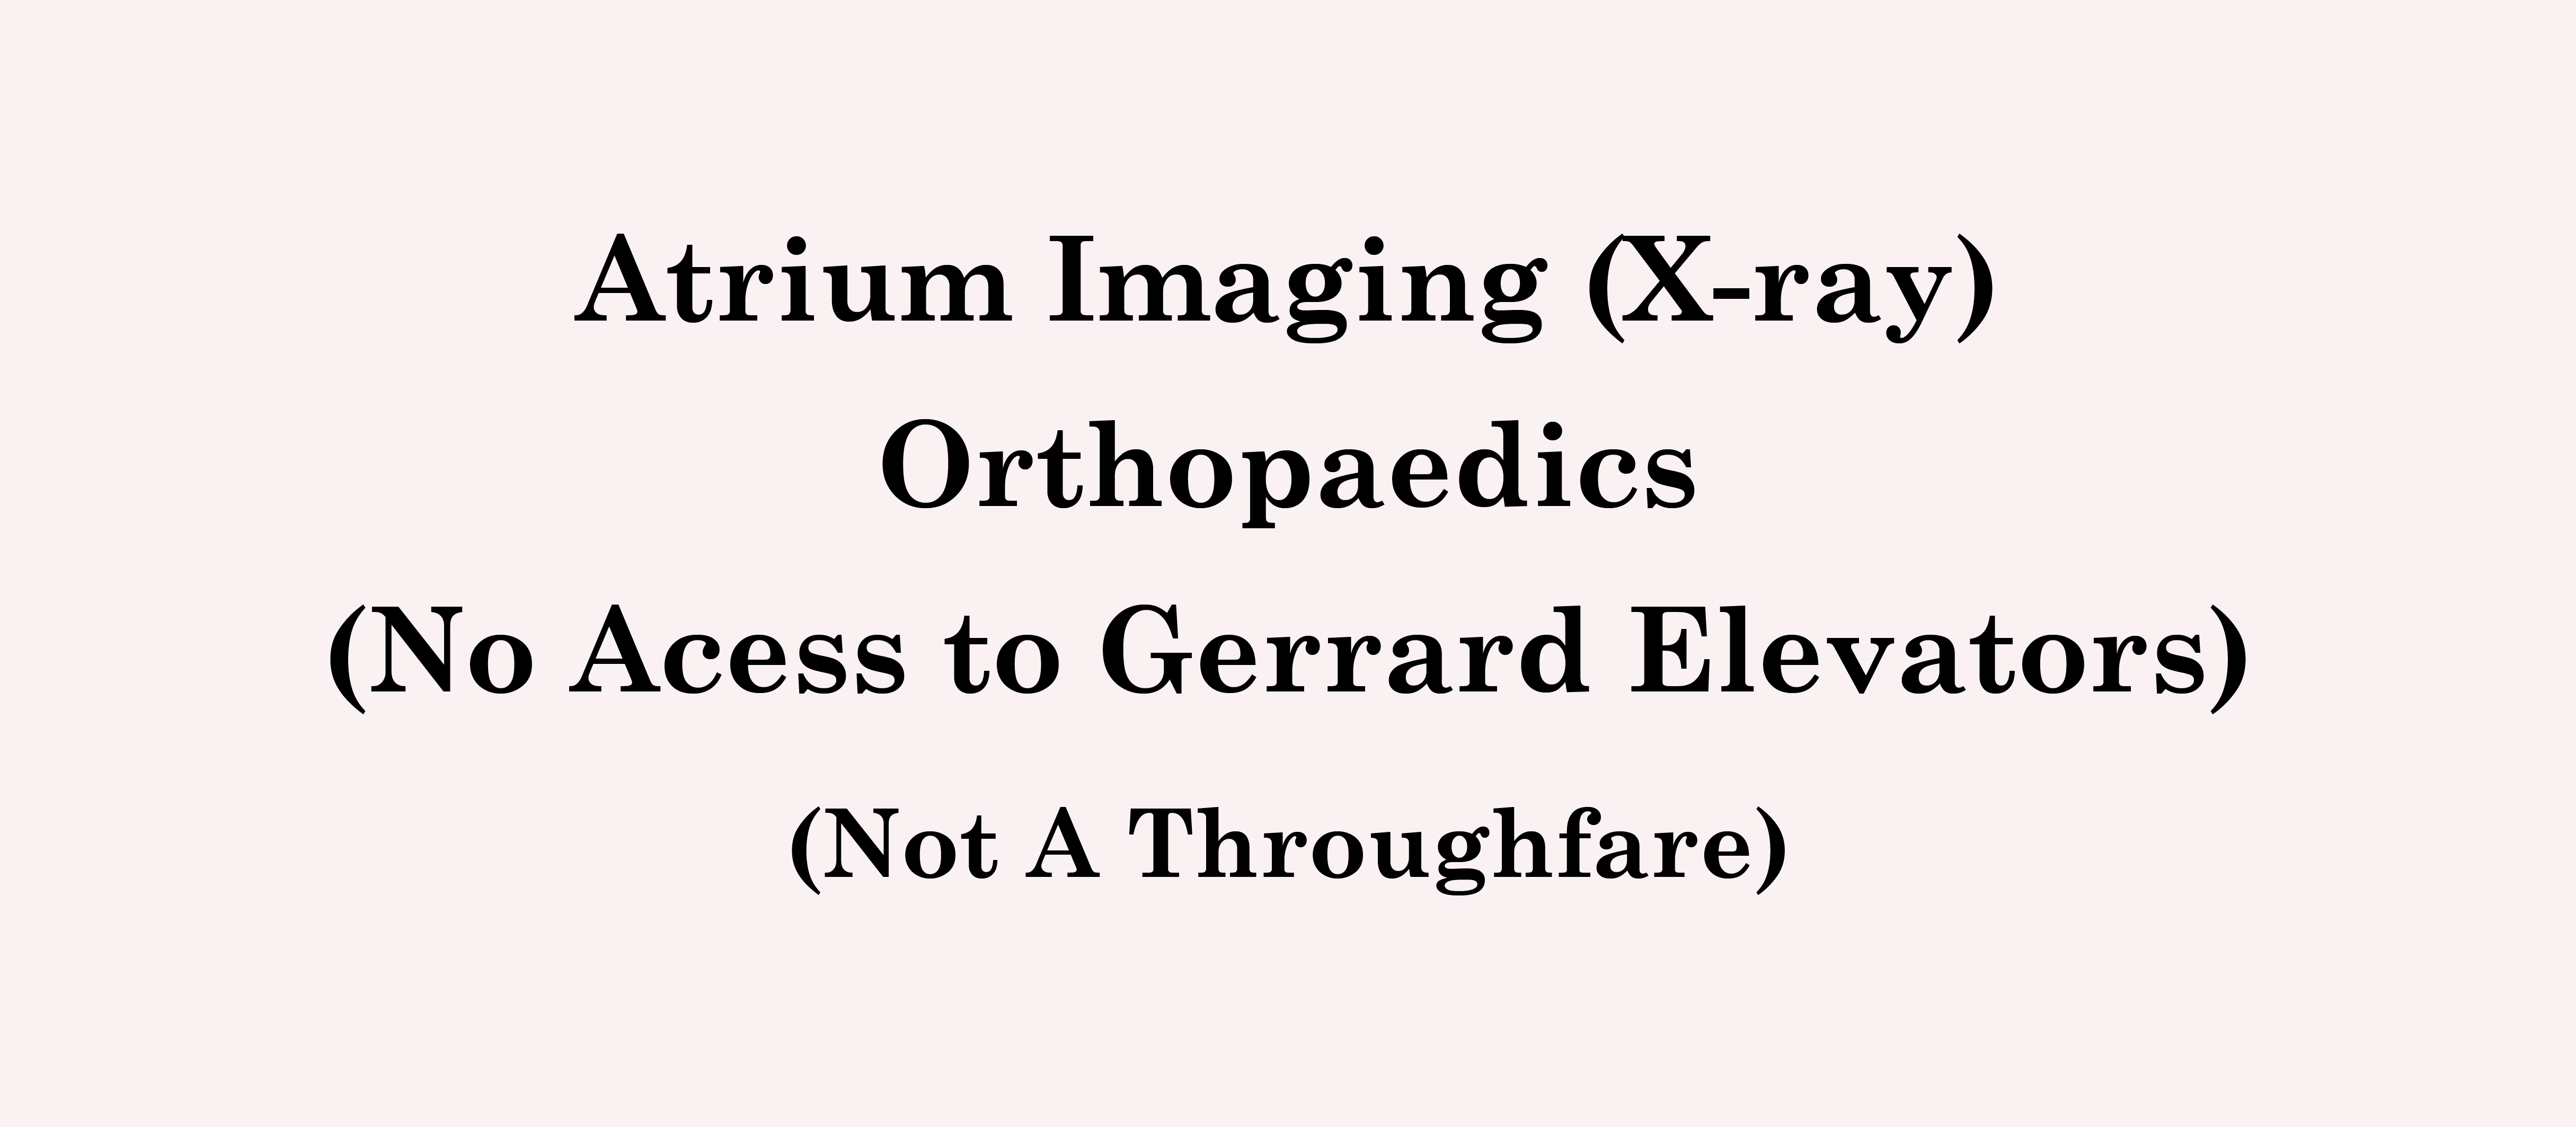 Atrium Imaging (X-ray)
Orthopaedics
(No Acess to Gerrard Elevators)
(Not A Throughfare)